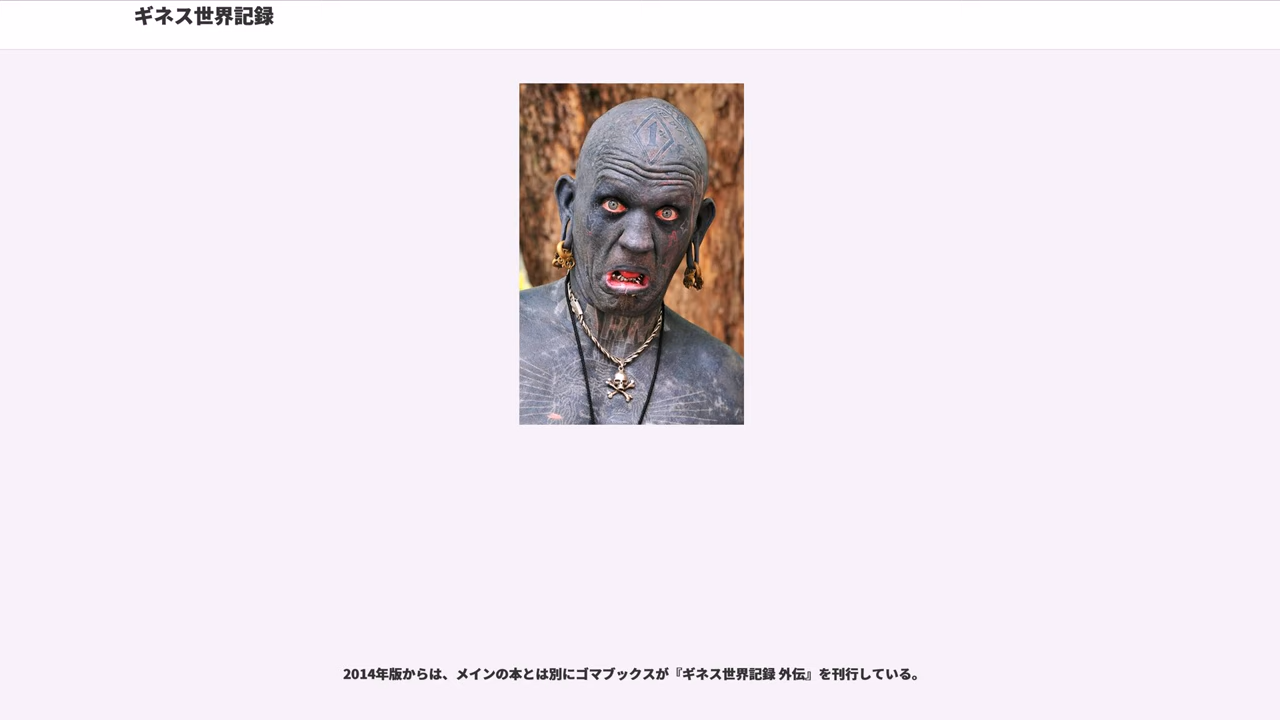 ギネス世界記録
2014年版からは、メインの本とは別にゴマブックスが『ギネス世界記録 外伝』を刊行している。